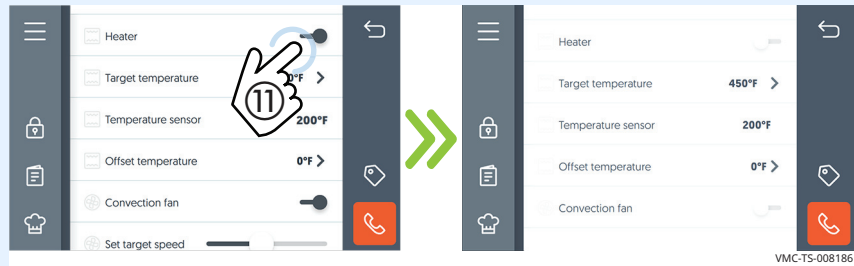 Heater
Target temperature 0°F
Temperature sensor 200°F
Offset temperature 0°F
Convection fan
Set target speed
11
Heater
Target temperature 450°F
Temperature sensor 200°F
Offset temperature 0°F
Convection fan
VMC-TS-008186